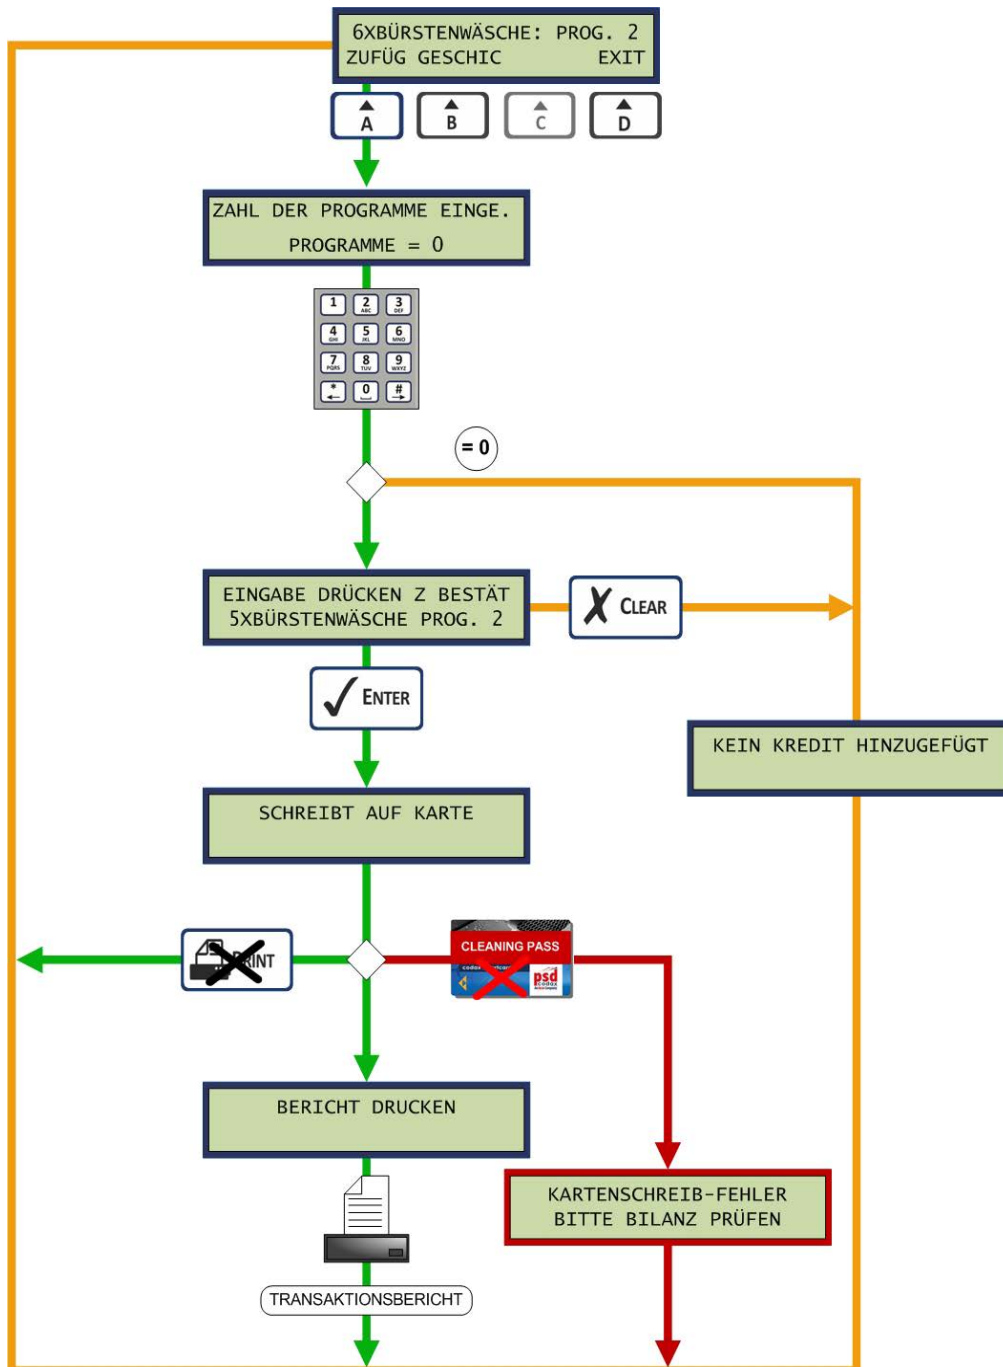 6XBÜRSTENWÄSCHE: PROG. 2
ZUFÜG GESCHIC EXIT
A B C D
ZAHL DER PROGRAMME EINGE.
PROGRAMME = 0
1 2 ABC 3 DEF
4 GHI 5 JKL 6 MNO
7 PQRS 8 TUV 9 WXYZ
* 0 #
= 0
EINGABE DRÜCKEN Z BESTÄT
5XBÜRSTENWÄSCHE PROG. 2
CLEAR
ENTER
KEIN KREDIT HINZUGEFÜGT
SCHREIBT AUF KARTE
PRINT
CLEANING PASS
psd
codax
BERICHT DRUCKEN
KARTENSCHREIB-FEHLER
BITTE BILANZ PRÜFEN
TRANSAKTIONSBERICHT